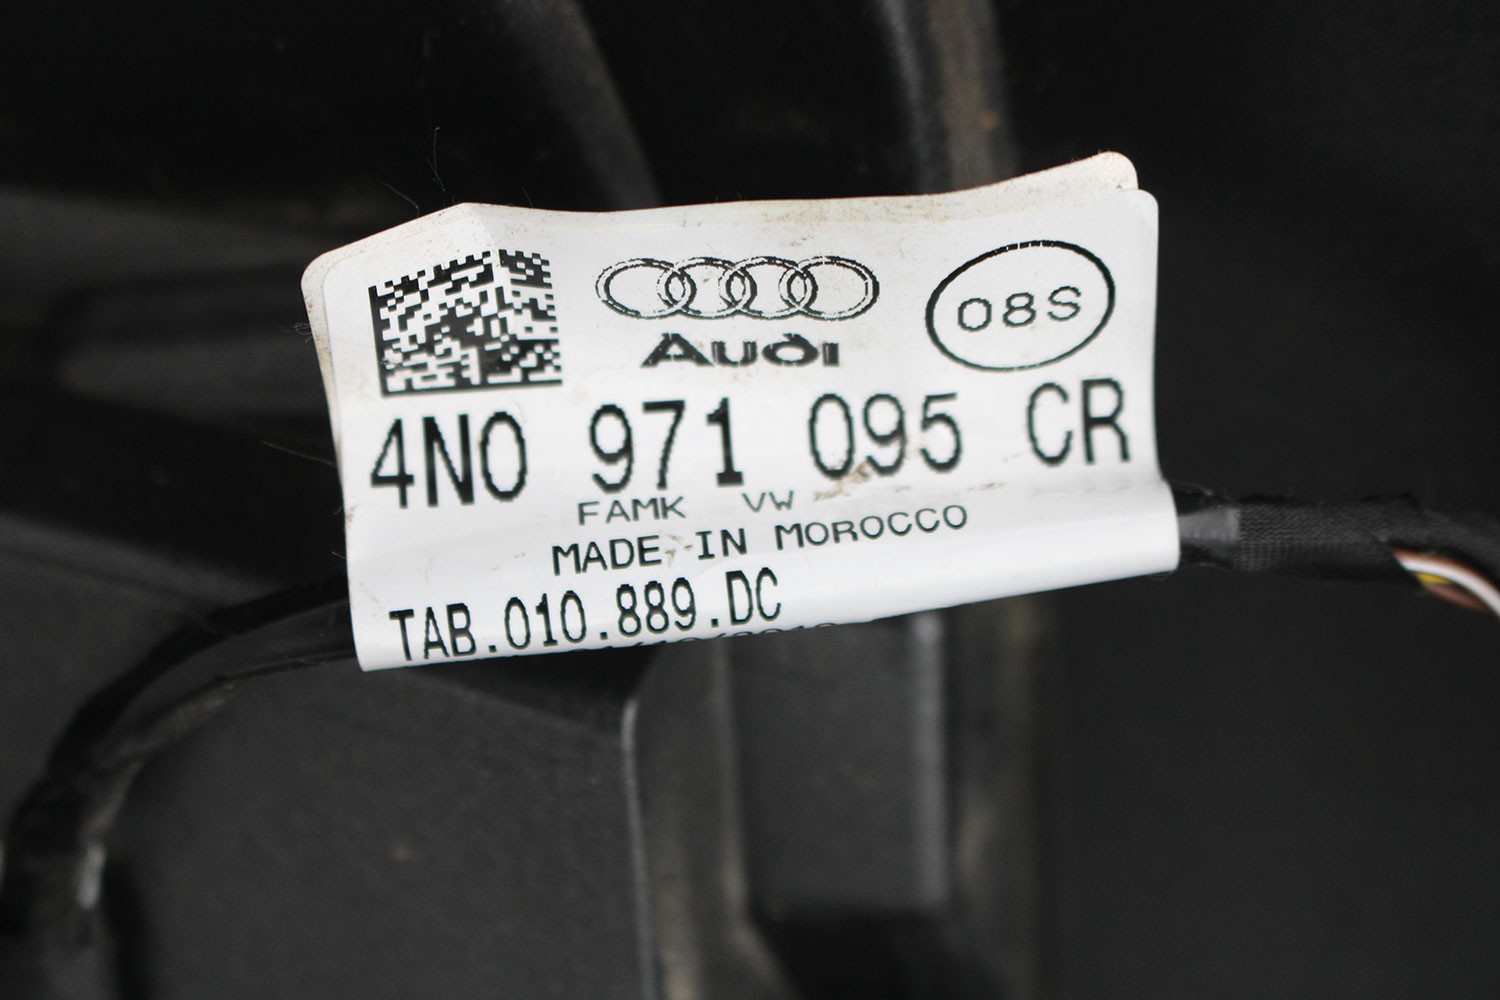 Audi
08S
4N0 971 095 CR
FAMK VW
MADE IN MOROCCO
TAB.010.889.DC